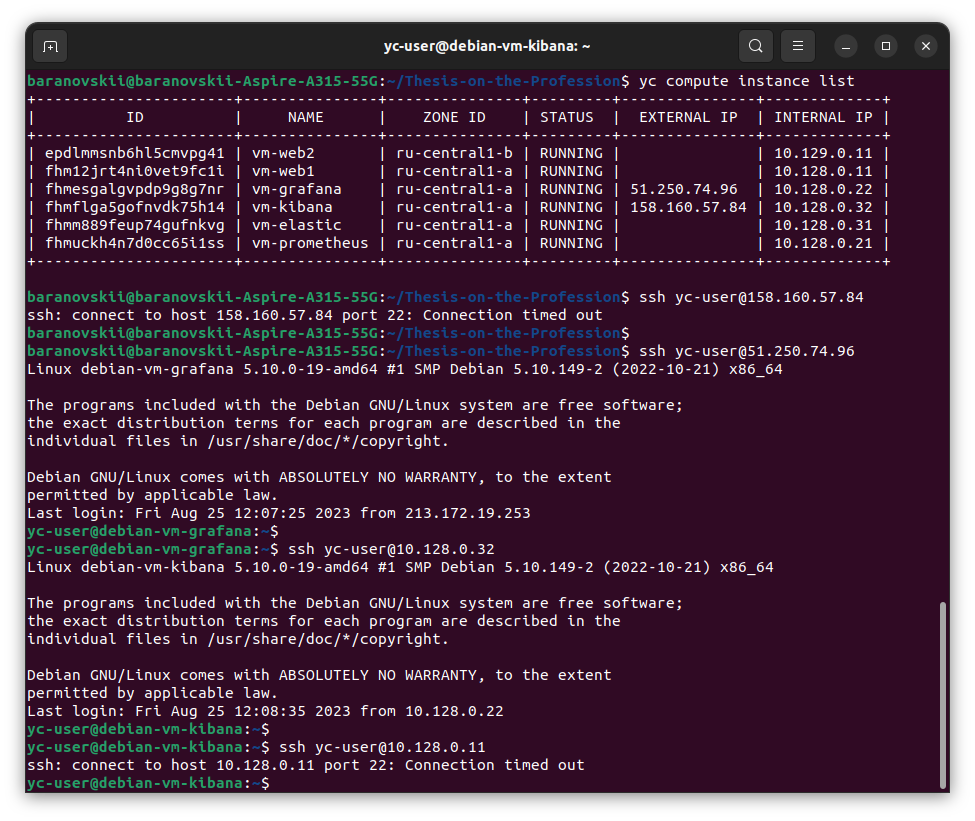 yc-user@debian-vm-kibana: ~
baranovskii@baranovskii-Aspire-A315-55G:~/Thesis-on-the-Profession$ yc compute instance list
+----------------------+---------------+---------------+---------+---------------+-------------+
|          ID          |     NAME      |    ZONE ID    | STATUS  |  EXTERNAL IP  | INTERNAL IP |
+----------------------+---------------+---------------+---------+---------------+-------------+
| epdlmmsnb6hl5cmvpg41 | vm-web2       | ru-central1-b | RUNNING |               | 10.129.0.11 |
| fhm12jrt4ni0vet9fc1i | vm-web1       | ru-central1-a | RUNNING |               | 10.128.0.11 |
| fhmesgalgvpdp9g8g7nr | vm-grafana    | ru-central1-a | RUNNING | 51.250.74.96  | 10.128.0.22 |
| fhmflga5gofnvdk75h14 | vm-kibana     | ru-central1-a | RUNNING | 158.160.57.84 | 10.128.0.32 |
| fhmm889feup74gufnkvg | vm-elastic    | ru-central1-a | RUNNING |               | 10.128.0.31 |
| fhmuckh4n7d0cc65i1ss | vm-prometheus | ru-central1-a | RUNNING |               | 10.128.0.21 |
+----------------------+---------------+---------------+---------+---------------+-------------+
baranovskii@baranovskii-Aspire-A315-55G:~/Thesis-on-the-Profession$ ssh yc-user@158.160.57.84
ssh: connect to host 158.160.57.84 port 22: Connection timed out
baranovskii@baranovskii-Aspire-A315-55G:~/Thesis-on-the-Profession$
baranovskii@baranovskii-Aspire-A315-55G:~/Thesis-on-the-Profession$ ssh yc-user@51.250.74.96
Linux debian-vm-grafana 5.10.0-19-amd64 #1 SMP Debian 5.10.149-2 (2022-10-21) x86_64
The programs included with the Debian GNU/Linux system are free software;
the exact distribution terms for each program are described in the
individual files in /usr/share/doc/*/copyright.
Debian GNU/Linux comes with ABSOLUTELY NO WARRANTY, to the extent
permitted by applicable law.
Last login: Fri Aug 25 12:07:25 2023 from 213.172.19.253
yc-user@debian-vm-grafana:~$
yc-user@debian-vm-grafana:~$ ssh yc-user@10.128.0.32
Linux debian-vm-kibana 5.10.0-19-amd64 #1 SMP Debian 5.10.149-2 (2022-10-21) x86_64
The programs included with the Debian GNU/Linux system are free software;
the exact distribution terms for each program are described in the
individual files in /usr/share/doc/*/copyright.
Debian GNU/Linux comes with ABSOLUTELY NO WARRANTY, to the extent
permitted by applicable law.
Last login: Fri Aug 25 12:08:35 2023 from 10.128.0.22
yc-user@debian-vm-kibana:~$
yc-user@debian-vm-kibana:~$ ssh yc-user@10.128.0.11
ssh: connect to host 10.128.0.11 port 22: Connection timed out
yc-user@debian-vm-kibana:~$